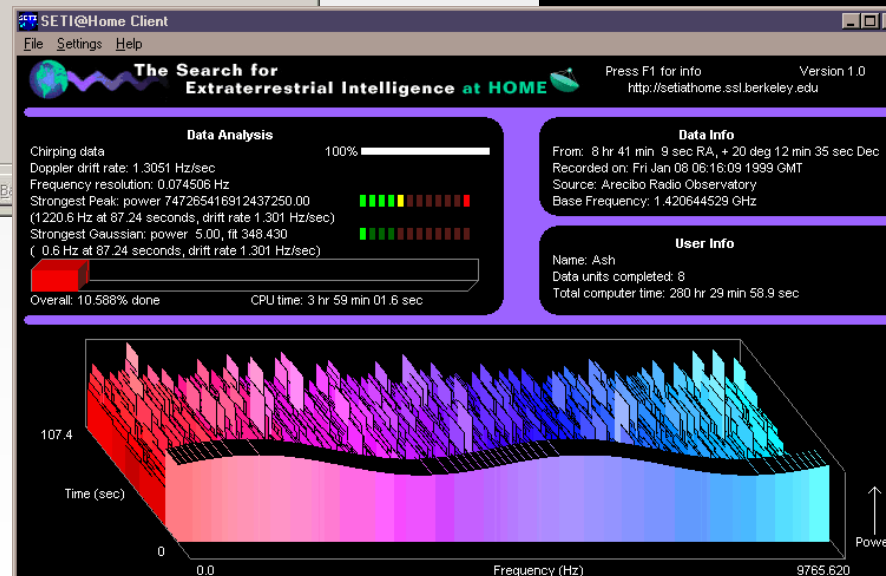 SETI@Home Client
File Settings Help
The Search for
Extraterrestrial Intelligence at HOME
Press F1 for info Version 1.0
http://setiathome.ssl.berkeley.edu
Data Analysis
Chirping data 100%
Doppler drift rate: 1.3051 Hz/sec
Frequency resolution: 0.074506 Hz
Strongest Peak: power 747265416912437250.00
(1220.6 Hz at 87.24 seconds, drift rate 1.301 Hz/sec)
Strongest Gaussian: power 5.00, fit 348.430
( 0.6 Hz at 87.24 seconds, drift rate 1.301 Hz/sec)
Overall: 10.588% done CPU time: 3 hr 59 min 01.6 sec
Data Info
From: 8 hr 41 min 9 sec RA, + 20 deg 12 min 35 sec Dec
Recorded on: Fri Jan 08 06:16:09 1999 GMT
Source: Arecibo Radio Observatory
Base Frequency: 1.420644529 GHz
User Info
Name: Ash
Data units completed: 8
Total computer time: 280 hr 29 min 58.9 sec
107.4
Time (sec)
0
0.0
Frequency (Hz)
9765.620
Powe